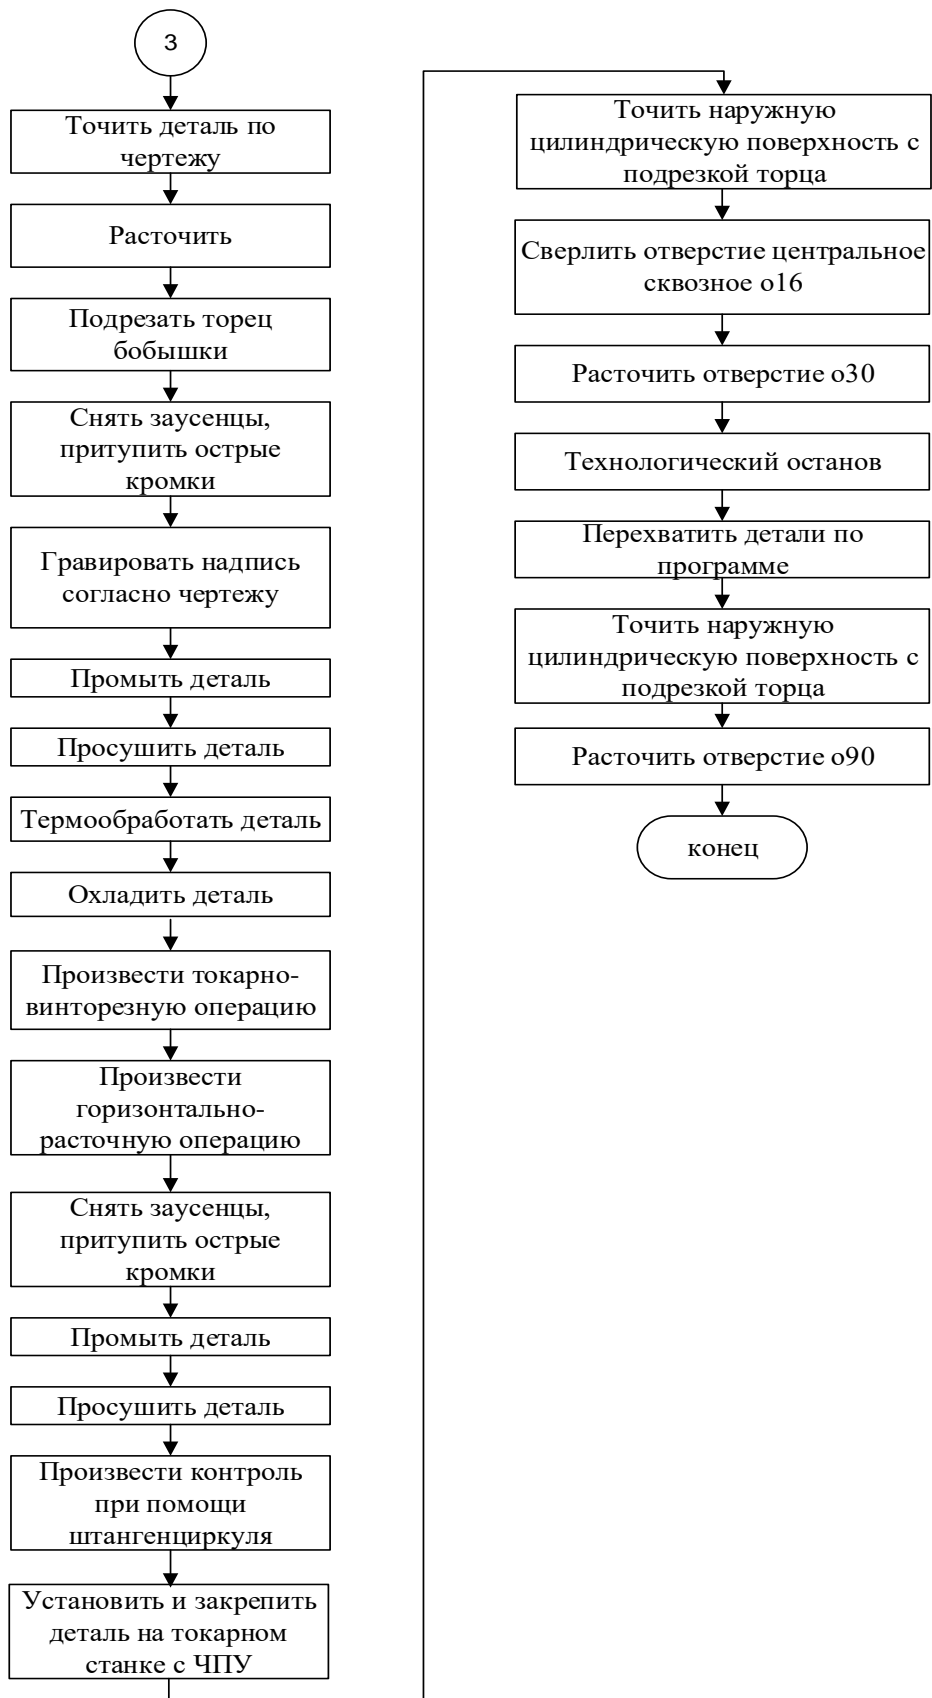 3
Точить деталь по
чертежу
Расточить
Подрезать торец
бобышки
Снять заусенцы,
притупить острые
кромки
Гравировать надпись
согласно чертежу
Промыть деталь
Просушить деталь
Термообработать деталь
Охладить деталь
Произвести токарно-
винторезную операцию
Произвести
горизонтально-
расточную операцию
Снять заусенцы,
притупить острые
кромки
Промыть деталь
Просушить деталь
Произвести контроль
при помощи
штангенциркуля
Установить и закрепить
деталь на токарном
станке с ЧПУ
Точить наружную
цилиндрическую поверхность с
подрезкой торца
Сверлить отверстие центральное
сквозное о16
Расточить отверстие о30
Технологический останов
Перехватить детали по
программе
Точить наружную
цилиндрическую поверхность с
подрезкой торца
Расточить отверстие о90
конец